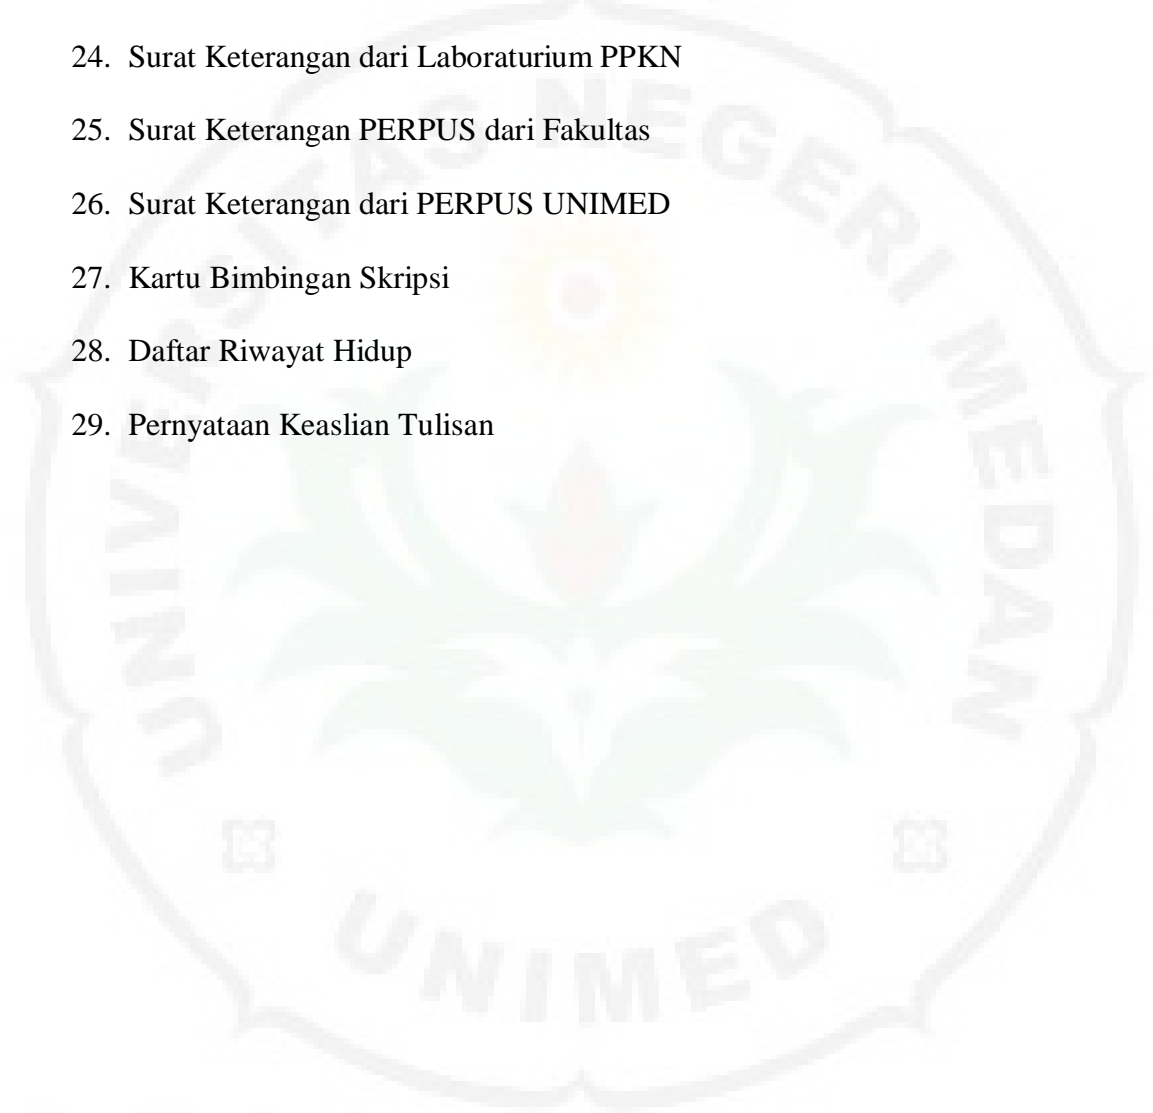 24. Surat Keterangan dari Laboraturium PPKN
25. Surat Keterangan PERPUS dari Fakultas
26. Surat Keterangan dari PERPUS UNIMED
27. Kartu Bimbingan Skripsi
28. Daftar Riwayat Hidup
29. Pernyataan Keaslian Tulisan
UNIVERSITAS NEGERI MEDAN
UNIMED